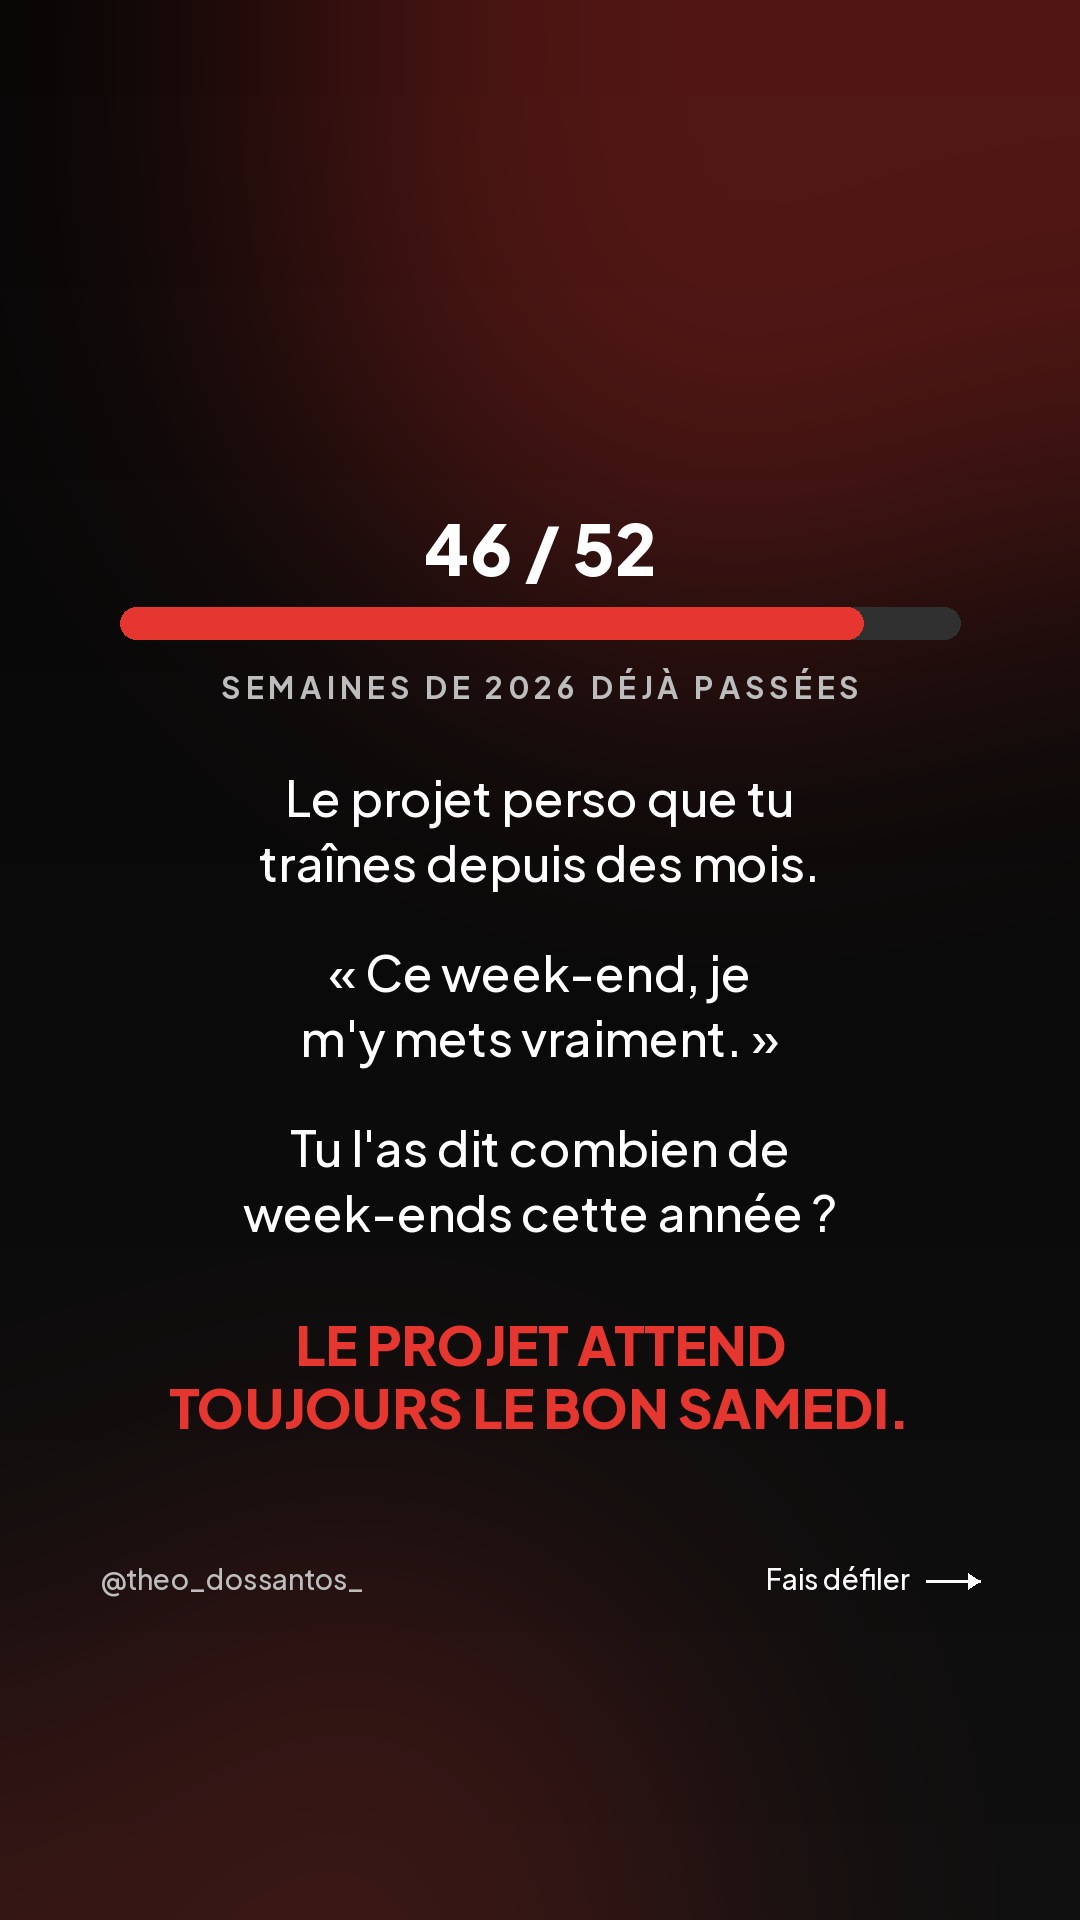 46 / 52
SEMAINES DE 2026 DÉJÀ PASSÉES
Le projet perso que tu
traînes depuis des mois.
« Ce week-end, je
m'y mets vraiment. »
Tu l'as dit combien de
week-ends cette année ?
LE PROJET ATTEND
TOUJOURS LE BON SAMEDI.
@theo_dossantos_
Fais défiler